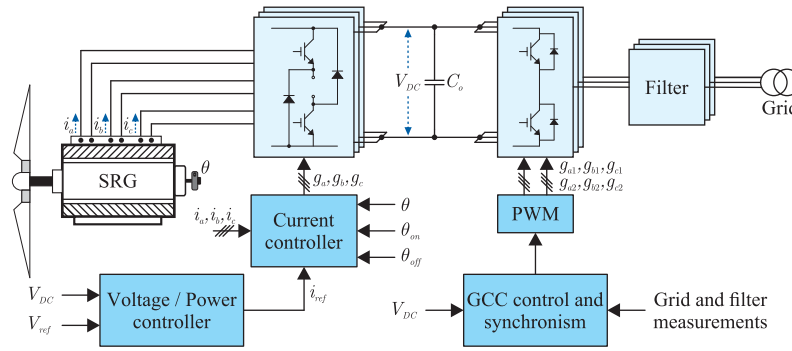 i_a
i_b
i_c
SRG
θ
V_DC
C_o
Filter
Grid
g_a, g_b, g_c
g_a1, g_b1, g_c1
g_a2, g_b2, g_c2
i_a, i_b, i_c
Current
controller
θ
θ_on
θ_off
PWM
V_DC
V_ref
Voltage / Power
controller
i_ref
V_DC
GCC control and
synchronism
Grid and filter
measurements